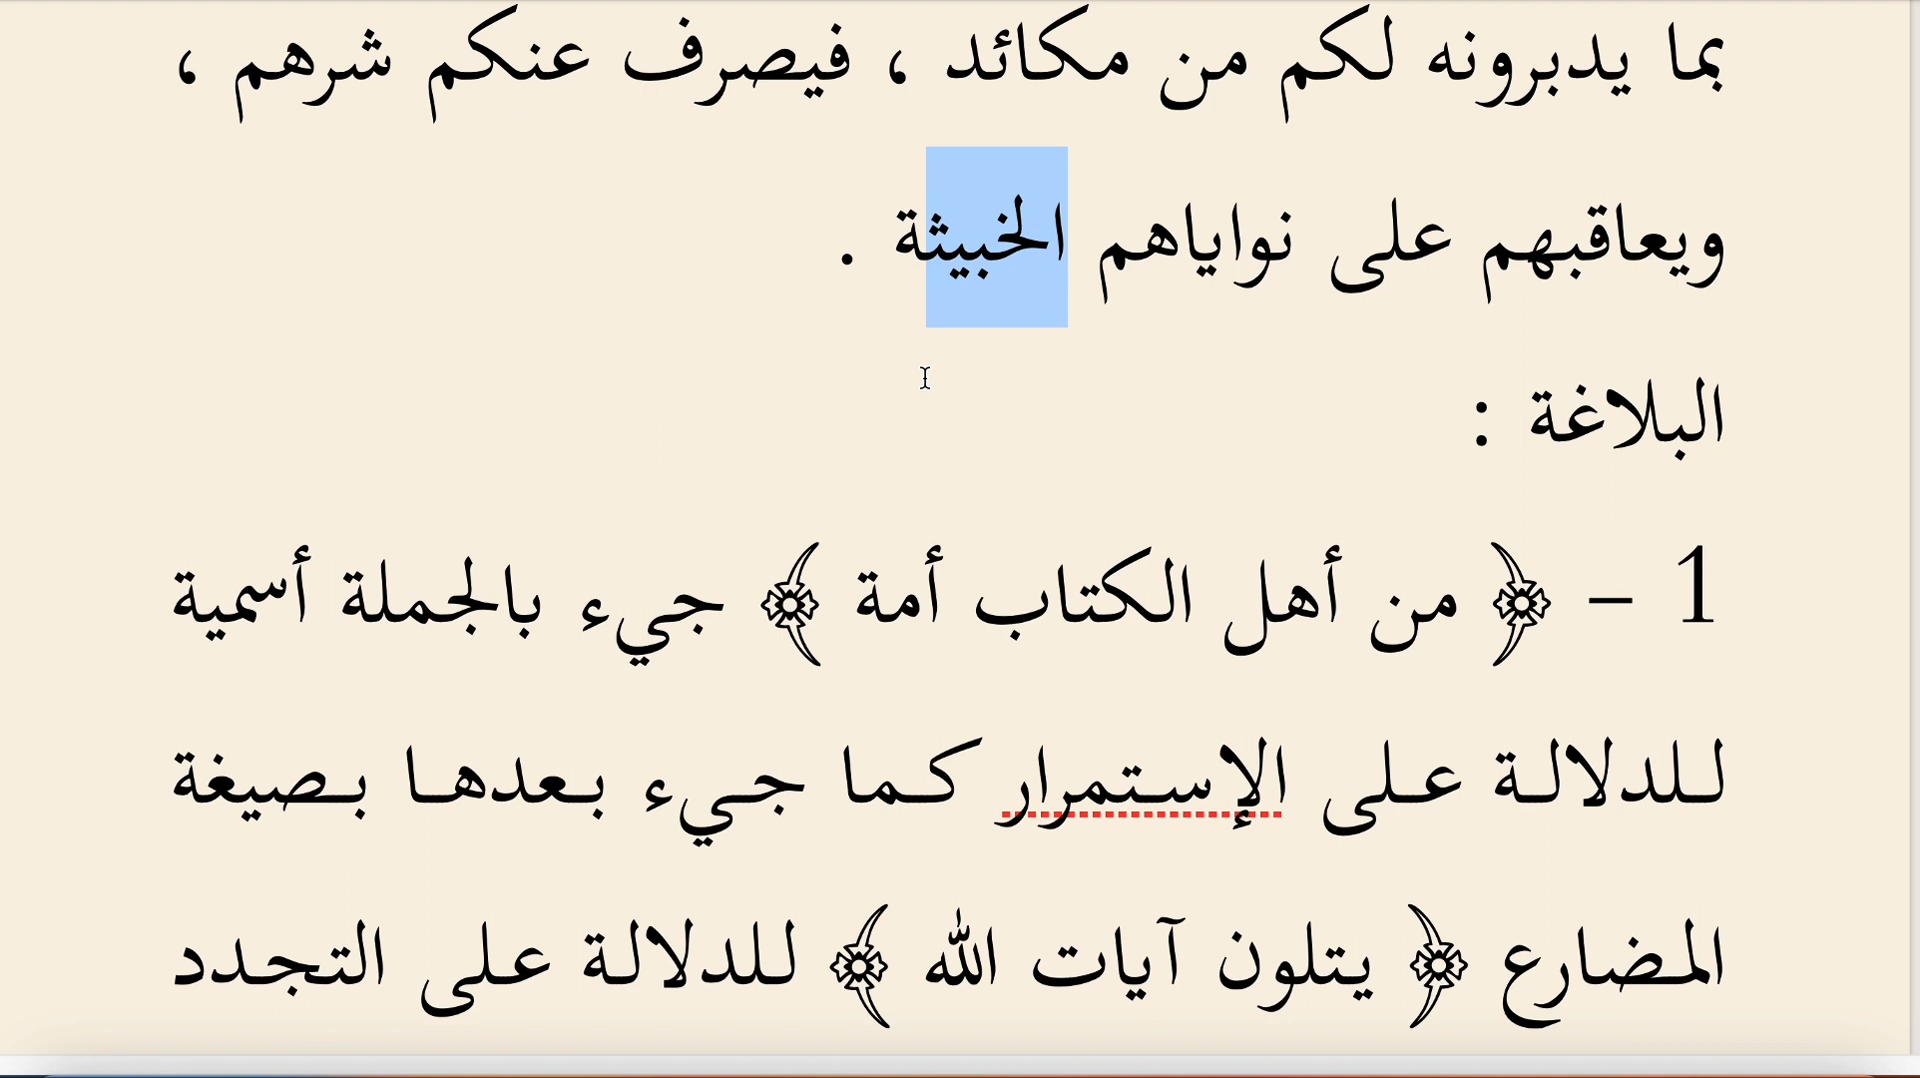 بما يدبرونه لكم من مكائد ، فيصرف عنكم شرهم ،
ويعاقبهم على نواياهم الخبيثة .
البلاغة :
1 – ﴿ من أهل الكتاب أمة ﴾ جيء بالجملة أسمية
للدلالة على الإستمرار كما جيء بعدها بصيغة
المضارع ﴿ يتلون آيات الله ﴾ للدلالة على التجدد